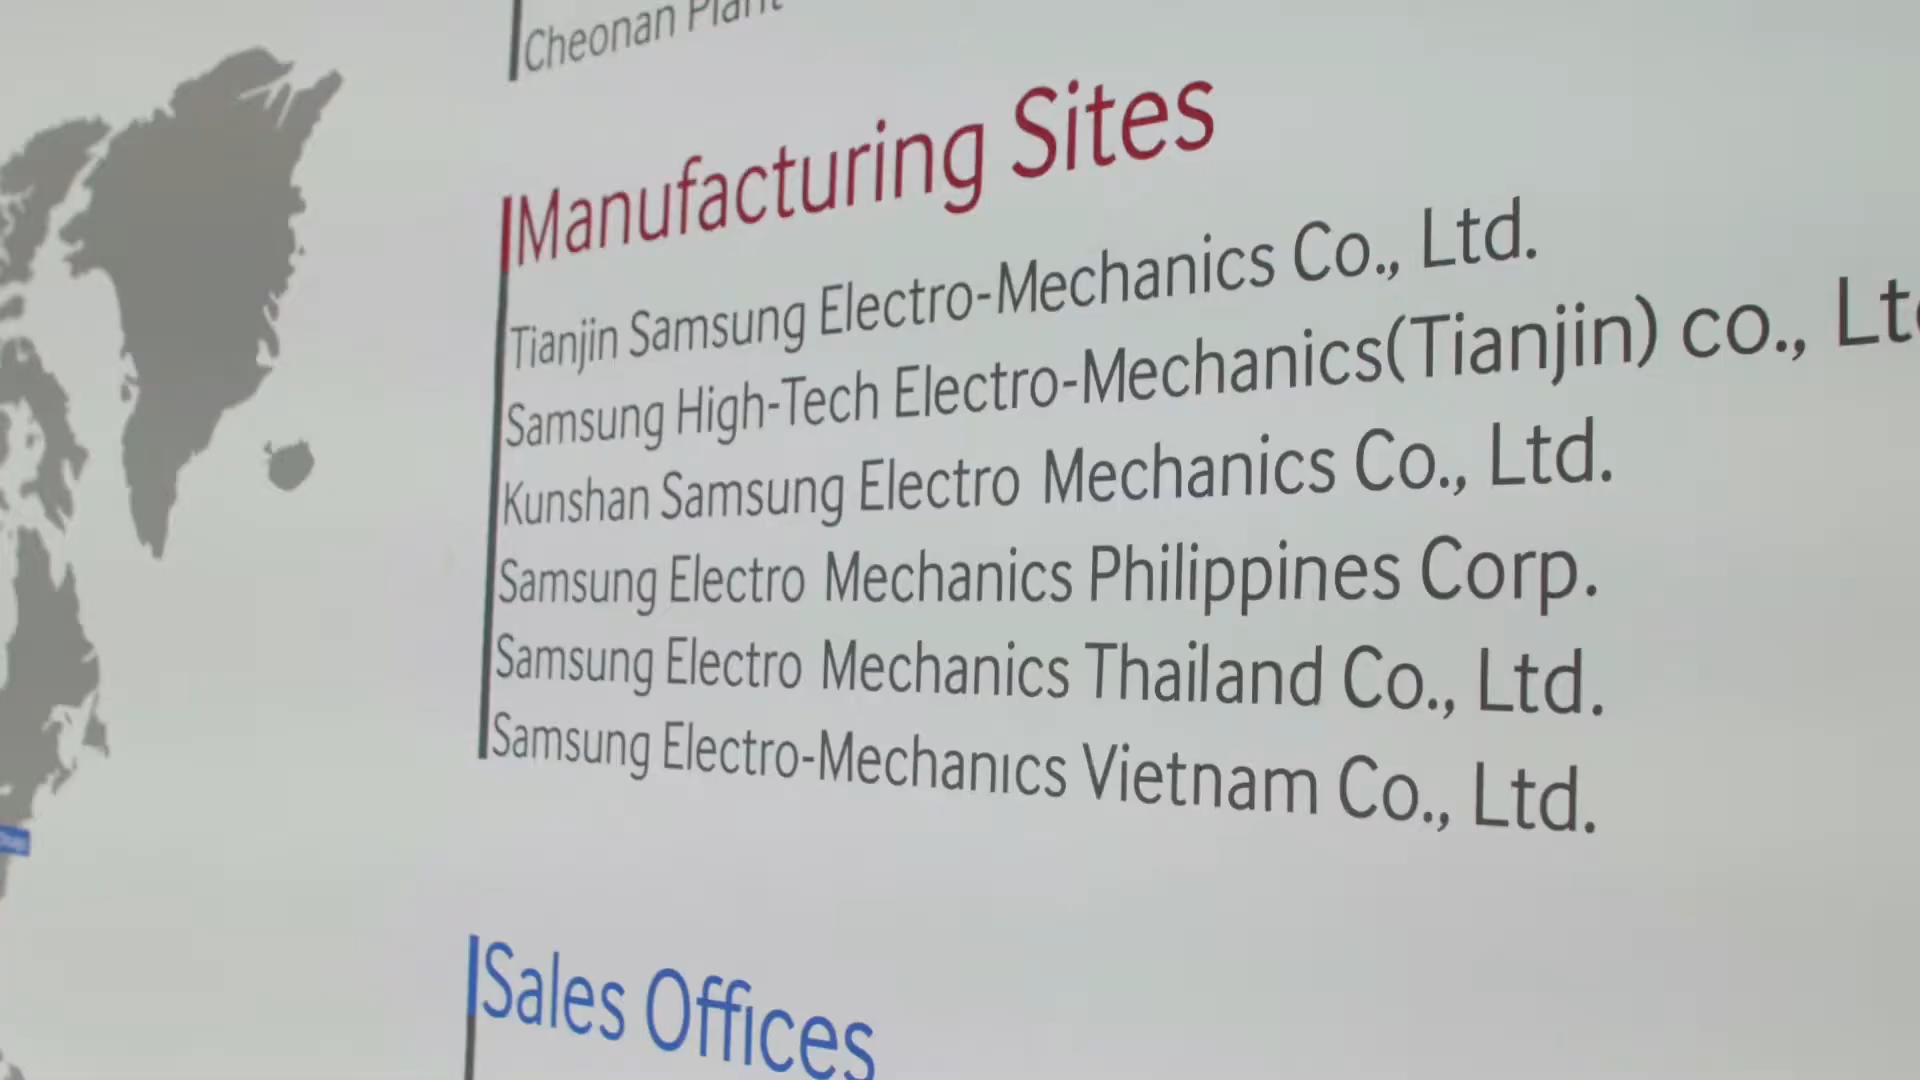 Cheonan Plant
Manufacturing Sites
Tianjin Samsung Electro-Mechanics Co., Ltd.
Samsung High-Tech Electro-Mechanics(Tianjin) co., Ltd
Kunshan Samsung Electro Mechanics Co., Ltd.
Samsung Electro Mechanics Philippines Corp.
Samsung Electro Mechanics Thailand Co., Ltd.
Samsung Electro-Mechanics Vietnam Co., Ltd.
Sales Offices